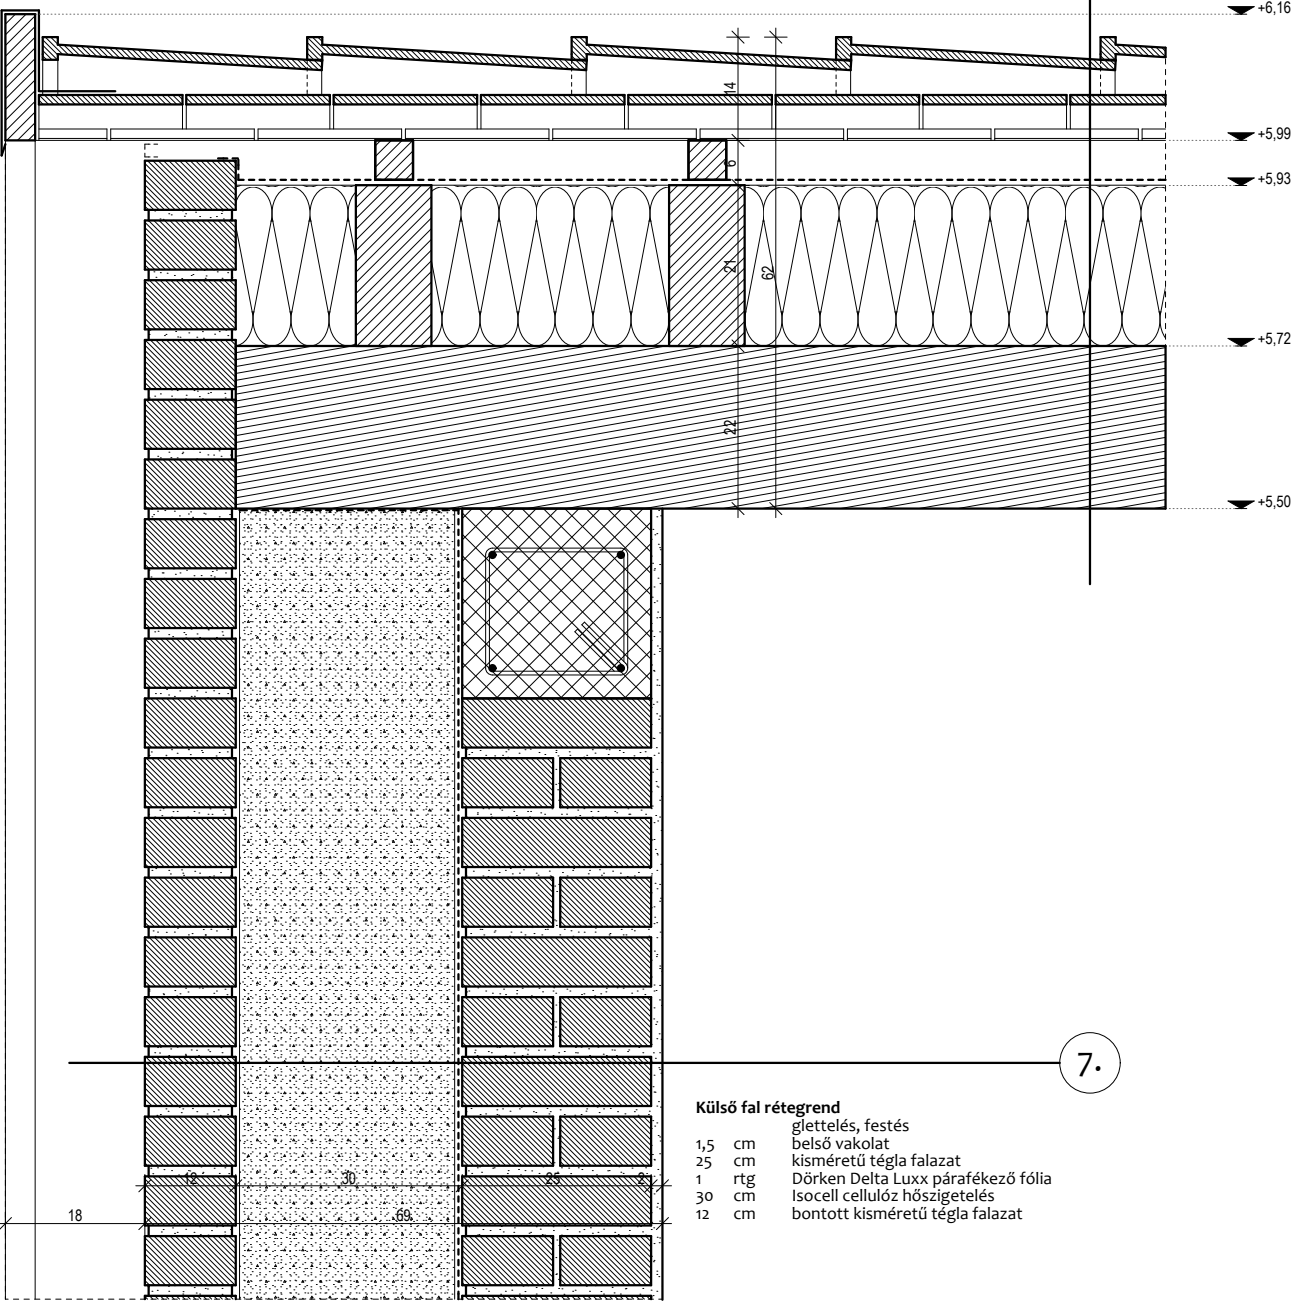 +6,16
14
+5,99
6
+5,93
21
62
+5,72
22
+5,50
7.
Külső fal rétegrend
glettelés, festés
1,5 cm belső vakolat
25 cm kisméretű tégla falazat
1 rtg Dörken Delta Luxx párafékező fólia
30 cm Isocell cellulóz hőszigetelés
12 cm bontott kisméretű tégla falazat
12 30 25 2
18 69